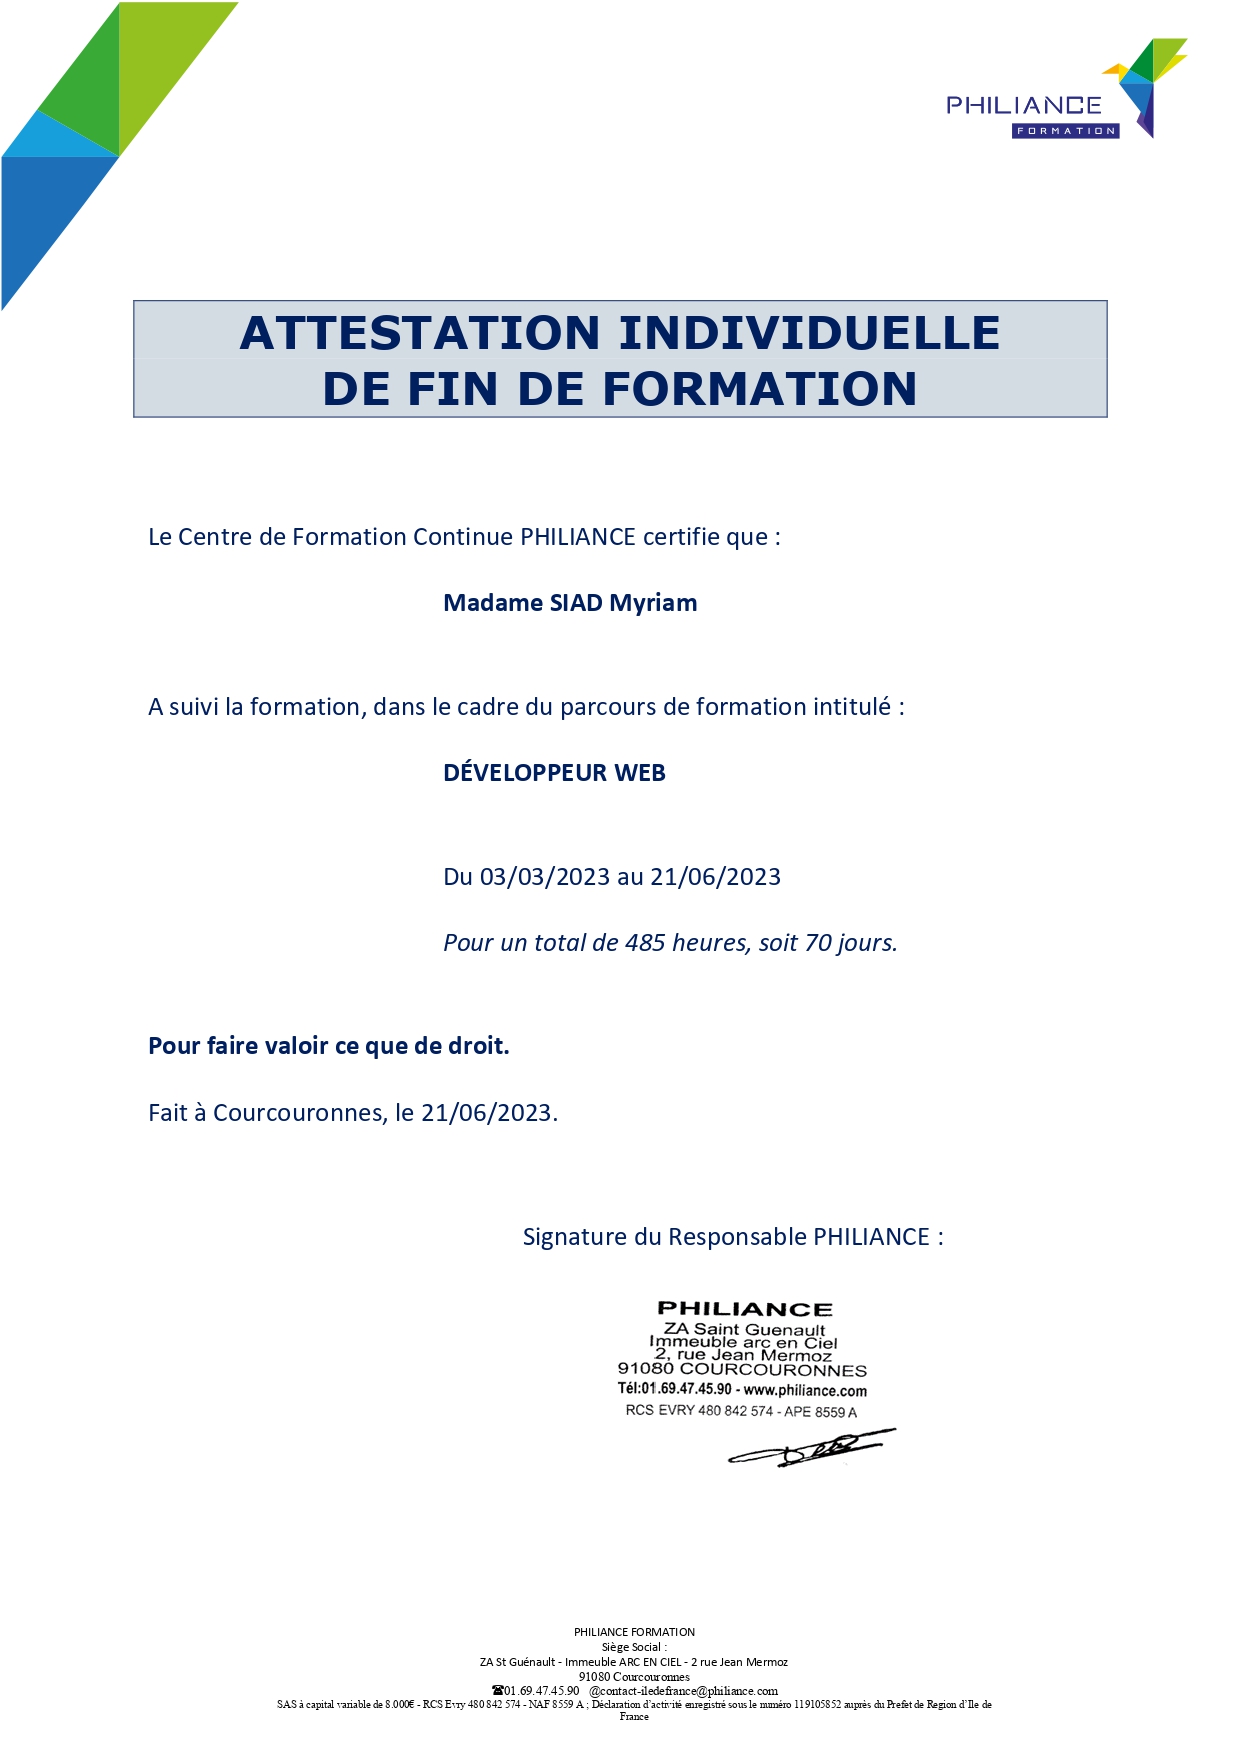 PHILIANCE
FORMATION
ATTESTATION INDIVIDUELLE
DE FIN DE FORMATION
Le Centre de Formation Continue PHILIANCE certifie que :
Madame SIAD Myriam
A suivi la formation, dans le cadre du parcours de formation intitulé :
DÉVELOPPEUR WEB
Du 03/03/2023 au 21/06/2023
Pour un total de 485 heures, soit 70 jours.
Pour faire valoir ce que de droit.
Fait à Courcouronnes, le 21/06/2023.
Signature du Responsable PHILIANCE :
PHILIANCE
ZA Saint Guenault
Immeuble arc en Ciel
2, rue Jean Mermoz
91080 COURCOURONNES
Tél:01.69.47.45.90 - www.philiance.com
RCS EVRY 480 842 574 - APE 8559 A
PHILIANCE FORMATION
Siège Social :
ZA St Guénault - Immeuble ARC EN CIEL - 2 rue Jean Mermoz
91080 Courcouronnes
☎01.69.47.45.90 @contact-iledefrance@philiance.com
SAS à capital variable de 8.000€ - RCS Evry 480 842 574 - NAF 8559 A ; Déclaration d'activité enregistré sous le numéro 119105852 auprès du Prefet de Region d'Ile de
France